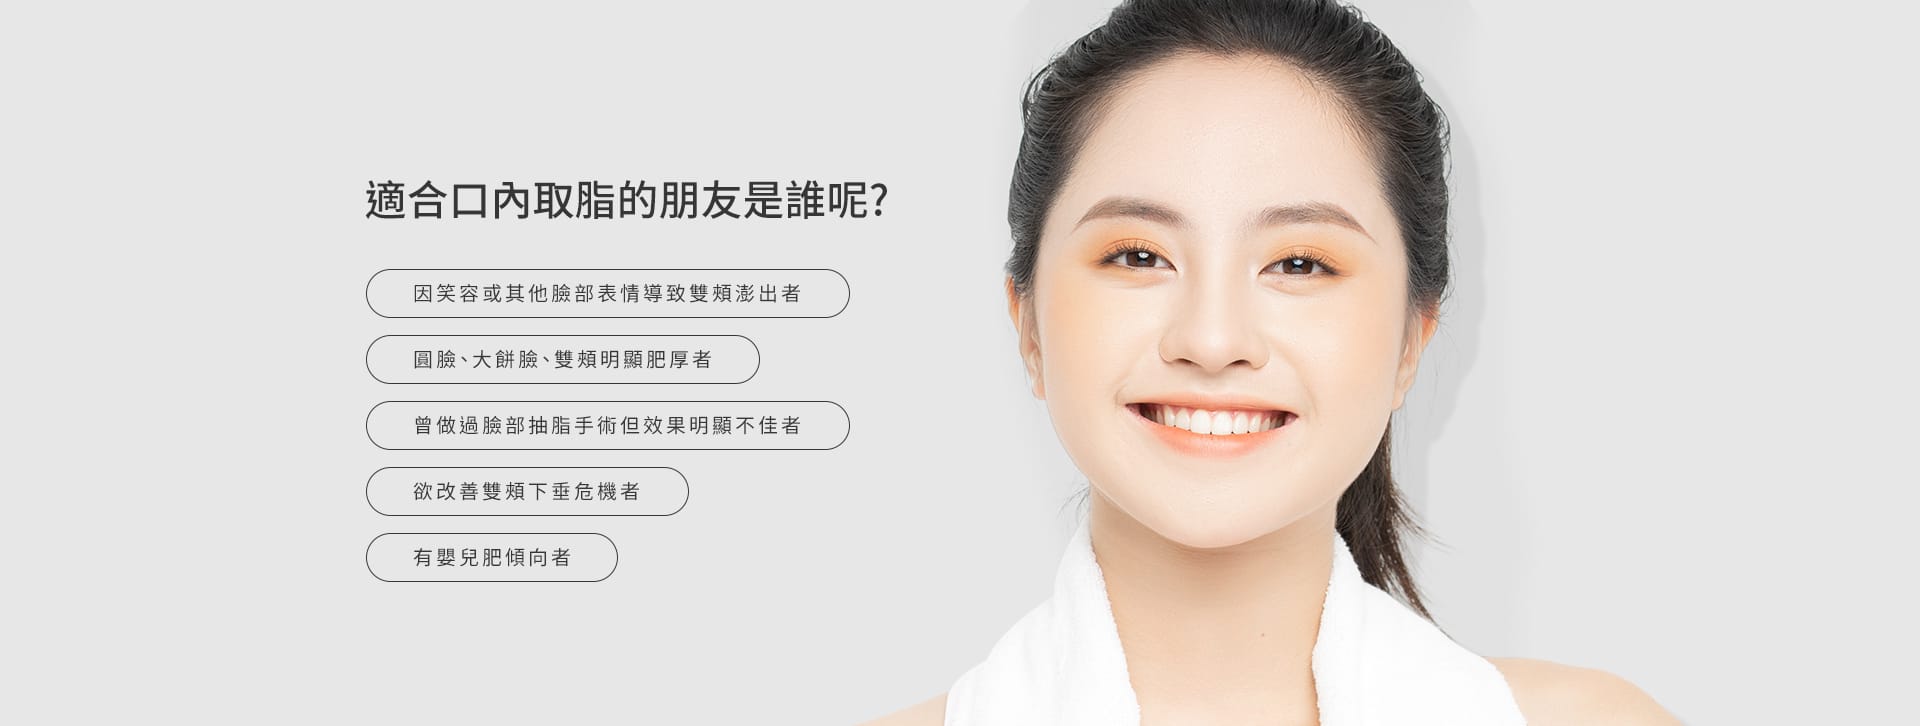 適合口內取脂的朋友是誰呢?
因笑容或其他臉部表情導致雙頰澎出者
圓臉、大餅臉、雙頰明顯肥厚者
曾做過臉部抽脂手術但效果明顯不佳者
欲改善雙頰下垂危機者
有嬰兒肥傾向者